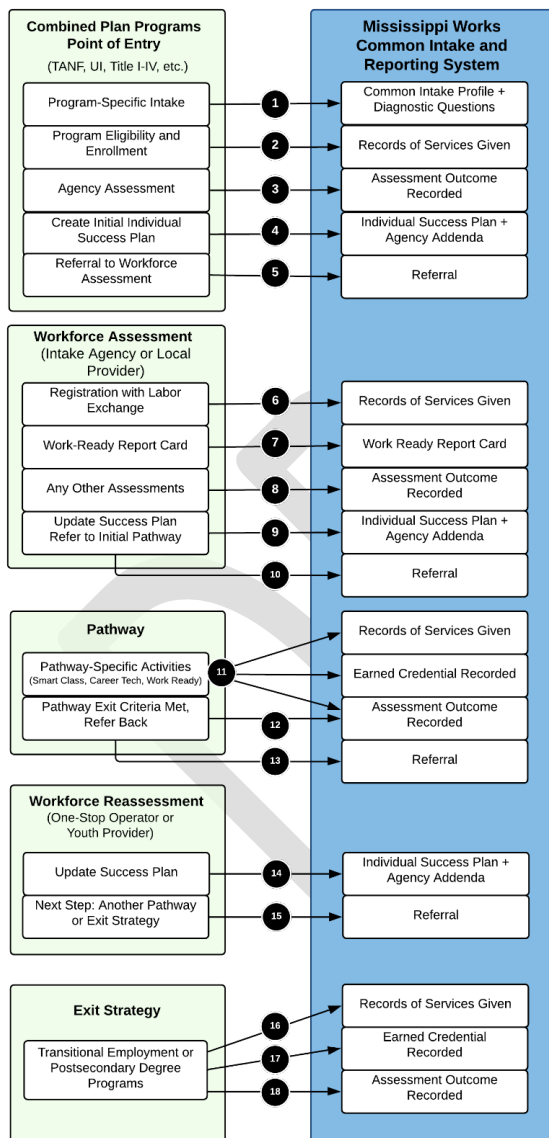 Combined Plan Programs
Point of Entry
(TANF, UI, Title I-IV, etc.)
Mississippi Works
Common Intake and
Reporting System
Program-Specific Intake
1
Common Intake Profile +
Diagnostic Questions
Program Eligibility and
Enrollment
2
Records of Services Given
Agency Assessment
3
Assessment Outcome
Recorded
Create Initial Individual
Success Plan
4
Individual Success Plan +
Agency Addenda
Referral to Workforce
Assessment
5
Referral
Workforce Assessment
(Intake Agency or Local
Provider)
Registration with Labor
Exchange
6
Records of Services Given
Work-Ready Report Card
7
Work Ready Report Card
Any Other Assessments
8
Assessment Outcome
Recorded
Update Success Plan
Refer to Initial Pathway
9
Individual Success Plan +
Agency Addenda
10
Referral
Pathway
Records of Services Given
Pathway-Specific Activities
(Smart Class, Career Tech, Work Ready)
11
Earned Credential Recorded
Pathway Exit Criteria Met,
Refer Back
12
Assessment Outcome
Recorded
13
Referral
Workforce Reassessment
(One-Stop Operator or
Youth Provider)
Update Success Plan
14
Individual Success Plan +
Agency Addenda
Next Step: Another Pathway
or Exit Strategy
15
Referral
Exit Strategy
16
Records of Services Given
Transitional Employment or
Postsecondary Degree
Programs
17
Earned Credential
Recorded
18
Assessment Outcome
Recorded